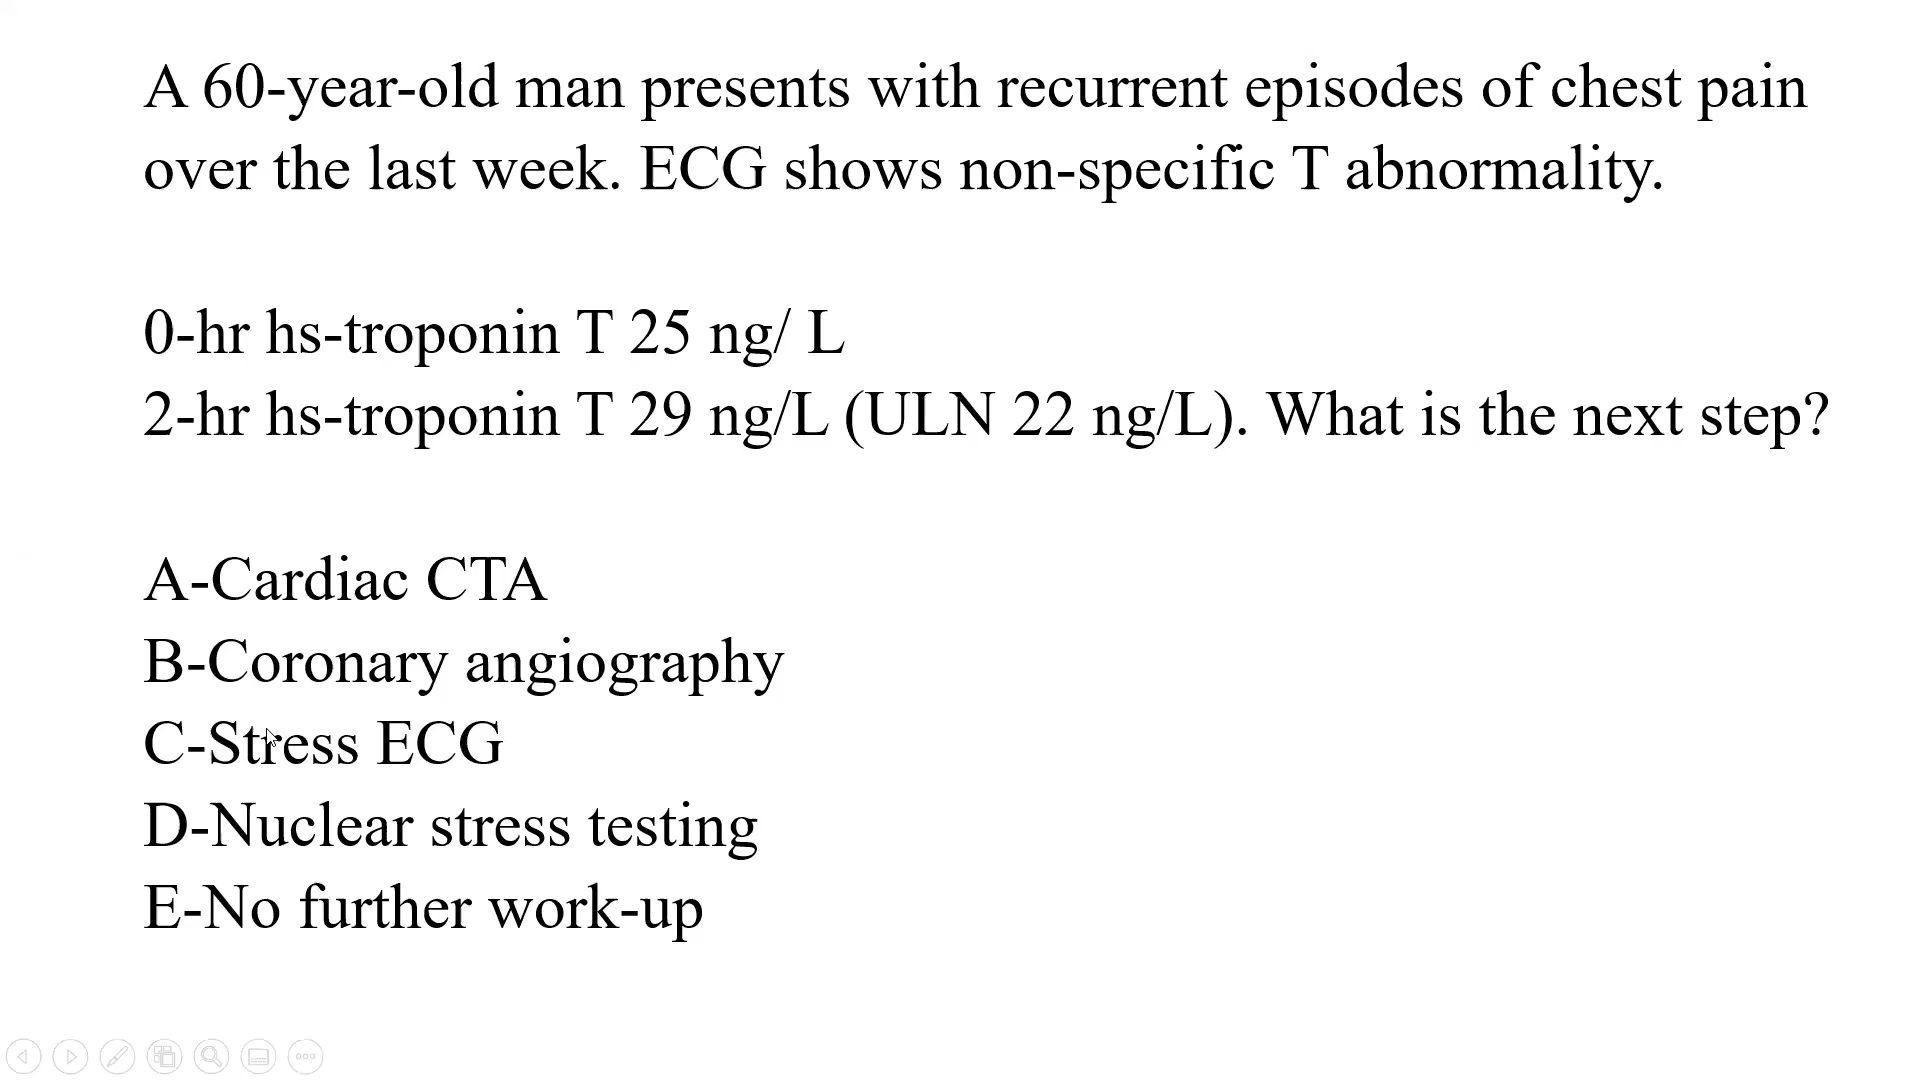 A 60-year-old man presents with recurrent episodes of chest pain
over the last week. ECG shows non-specific T abnormality.
0-hr hs-troponin T 25 ng/ L
2-hr hs-troponin T 29 ng/L (ULN 22 ng/L). What is the next step?
A-Cardiac CTA
B-Coronary angiography
C-Stress ECG
D-Nuclear stress testing
E-No further work-up